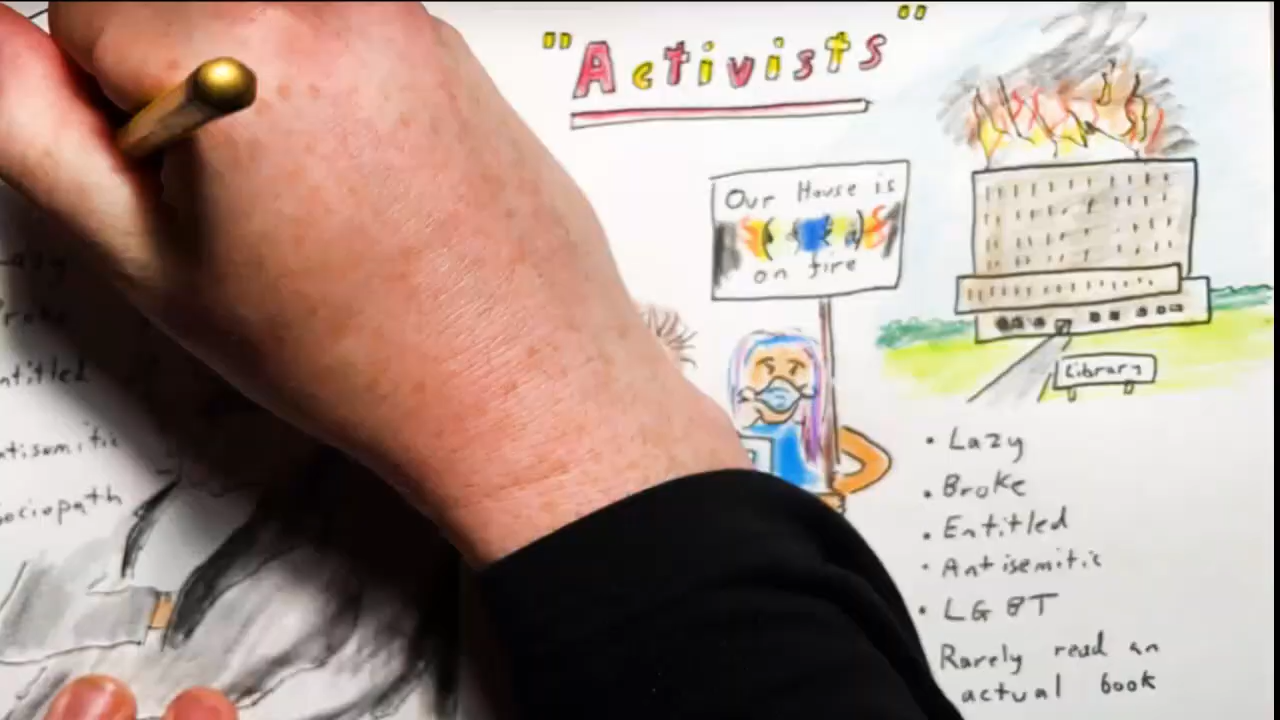 "Activists"
Our House is
on fire
Library
• Lazy
• Broke
• Entitled
• Antisemitic
• LGBT
Rarely read an
actual book